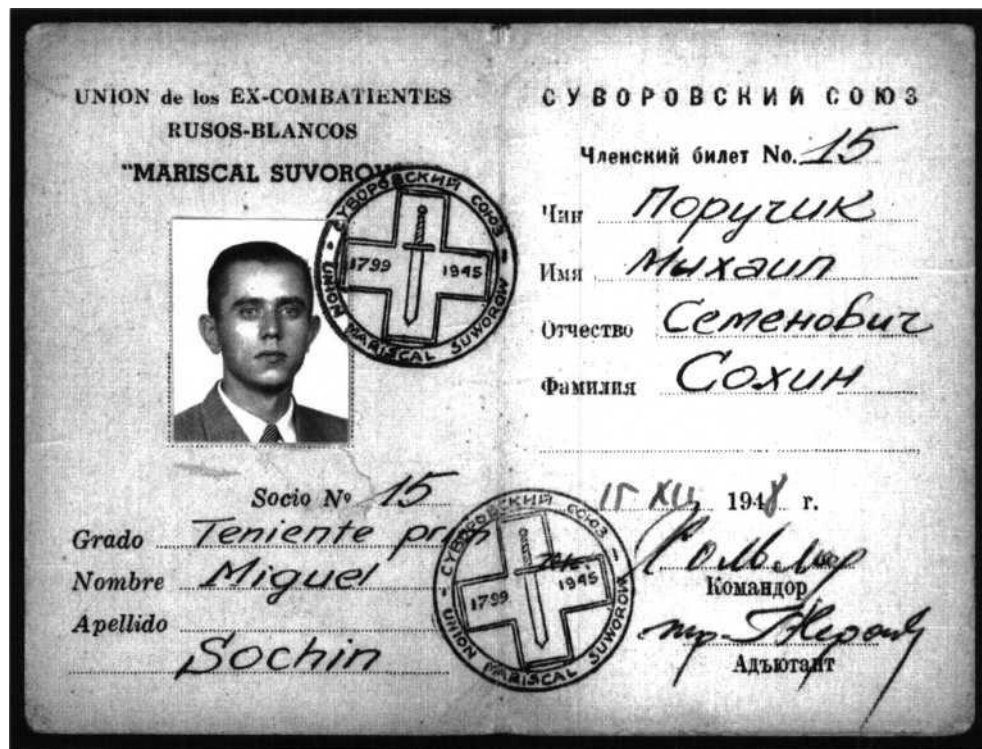 UNION de los EX-COMBATIENTES
RUSOS-BLANCOS
"MARISCAL SUVOROW"
СУВОРОВСКИЙ СОЮЗ
1799 1945
UNION MARISCAL SUWOROW
Socio Nº 15
Grado Teniente prim
Nombre Miguel
Apellido
Sochin
СУВОРОВСКИЙ СОЮЗ
Членский билет No. 15
Чин Поручик
Имя Михаил
Отчество Семенович
Фамилия Сохин
15 XII 1948 г.
Командор
Адъютант
СУВОРОВСКИЙ СОЮЗ
1799 1945
UNION MARISCAL SUWOROW